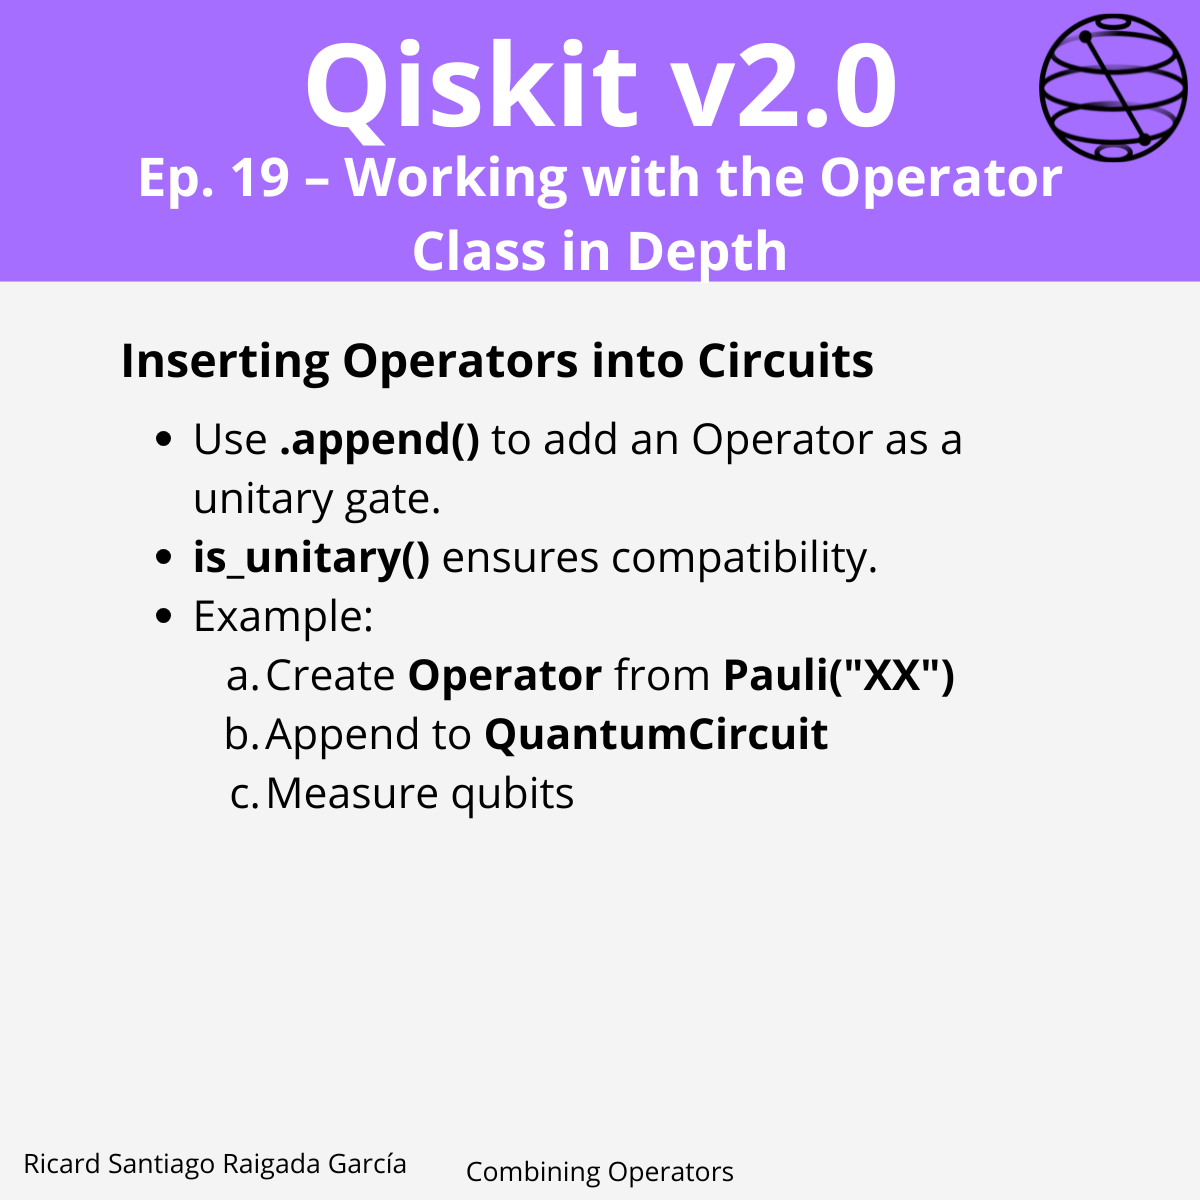 Qiskit v2.0
Ep. 19 – Working with the Operator
Class in Depth
Inserting Operators into Circuits
• Use .append() to add an Operator as a
unitary gate.
• is_unitary() ensures compatibility.
• Example:
a. Create Operator from Pauli("XX")
b. Append to QuantumCircuit
c. Measure qubits
Ricard Santiago Raigada García
Combining Operators